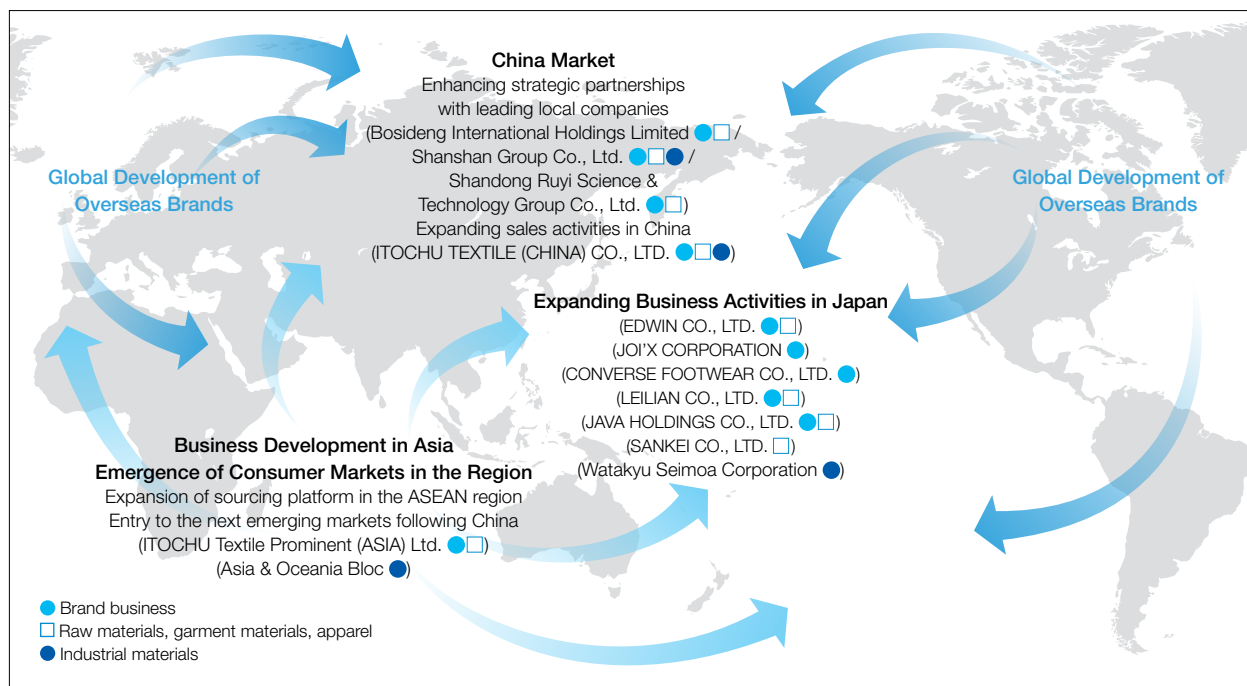 China Market
Enhancing strategic partnerships
with leading local companies
(Bosideng International Holdings Limited /
Shanshan Group Co., Ltd. /
Shandong Ruyi Science &
Technology Group Co., Ltd. )
Expanding sales activities in China
(ITOCHU TEXTILE (CHINA) CO., LTD. )
Global Development of
Overseas Brands
Global Development of
Overseas Brands
Expanding Business Activities in Japan
(EDWIN CO., LTD. )
(JOI’X CORPORATION )
(CONVERSE FOOTWEAR CO., LTD. )
(LEILIAN CO., LTD. )
(JAVA HOLDINGS CO., LTD. )
(SANKEI CO., LTD. )
(Watakyu Seimoa Corporation )
Business Development in Asia
Emergence of Consumer Markets in the Region
Expansion of sourcing platform in the ASEAN region
Entry to the next emerging markets following China
(ITOCHU Textile Prominent (ASIA) Ltd. )
(Asia & Oceania Bloc )
Brand business
Raw materials, garment materials, apparel
Industrial materials